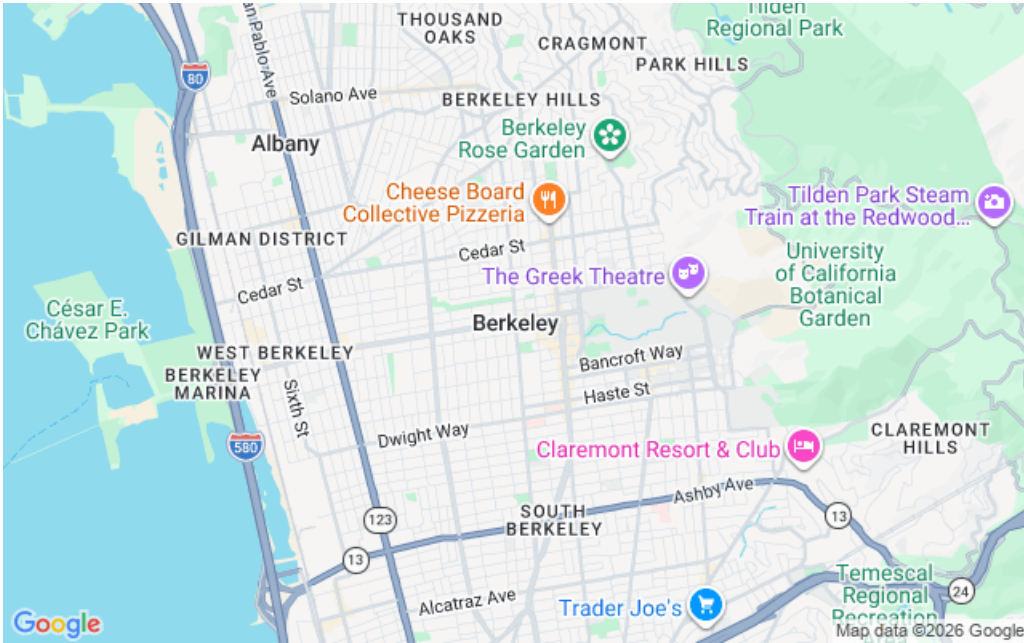 THOUSAND
OAKS
Tilden
Regional Park
CRAGMONT
PARK HILLS
80
San Pablo Ave
Solano Ave
BERKELEY HILLS
Albany
Berkeley
Rose Garden
Cheese Board
Collective Pizzeria
Tilden Park Steam
Train at the Redwood...
GILMAN DISTRICT
Cedar St
University
of California
Botanical
Garden
The Greek Theatre
Cedar St
César E.
Chávez Park
Berkeley
WEST BERKELEY
BERKELEY
MARINA
Bancroft Way
Sixth St
Haste St
Dwight Way
580
Claremont Resort & Club
CLAREMONT
HILLS
Ashby Ave
SOUTH
BERKELEY
123
13
13
Alcatraz Ave
Trader Joe's
Temescal
Regional
Recreation
24
Google
Map data ©2026 Google